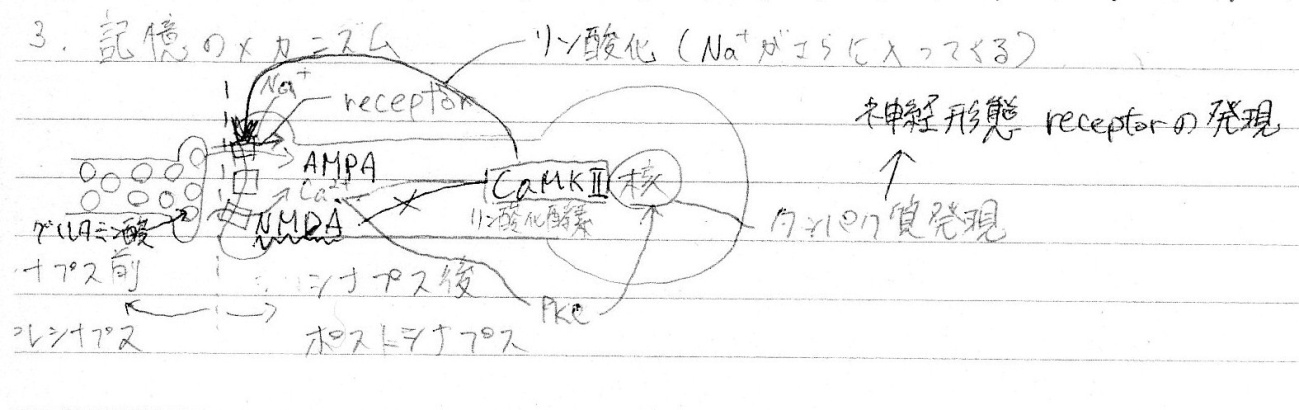 3. 記憶のメカニズム
リン酸化 (Na⁺がさらに入ってくる)
Na⁺
receptor
神経形態 receptorの発現
AMPA
Ca²⁺
CaMKⅡ
核
NMDA
リン酸化酵素
グルタミン酸
タンパク質発現
ナプス前
シナプス後
PKC
レシナプス
ポストシナプス